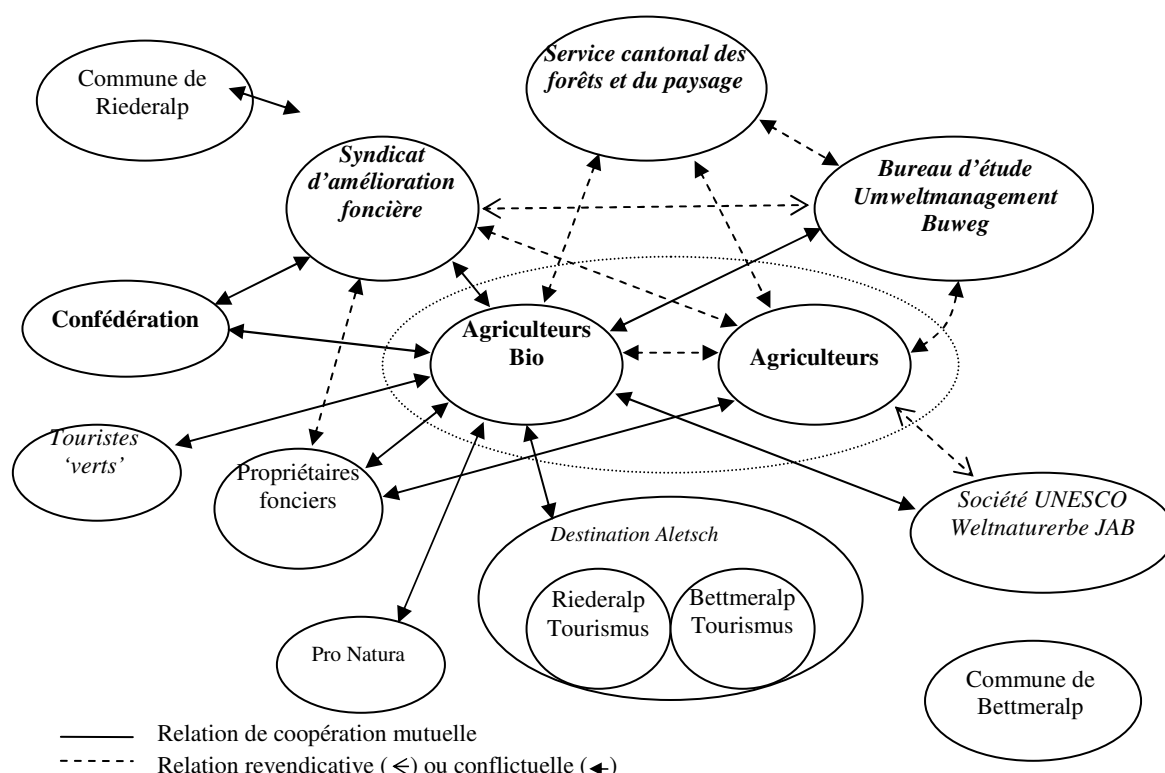 Commune de
Riederalp
Service cantonal des
forêts et du paysage
Syndicat
d'amélioration
foncière
Bureau d'étude
Umweltmanagement
Buweg
Confédération
Agriculteurs
Bio
Agriculteurs
Touristes
'verts'
Propriétaires
fonciers
Société UNESCO
Weltnaturerbe JAB
Destination Aletsch
Riederalp
Tourismus
Bettmeralp
Tourismus
Pro Natura
Commune de
Bettmeralp
Relation de coopération mutuelle
Relation revendicative ( ) ou conflictuelle ( )